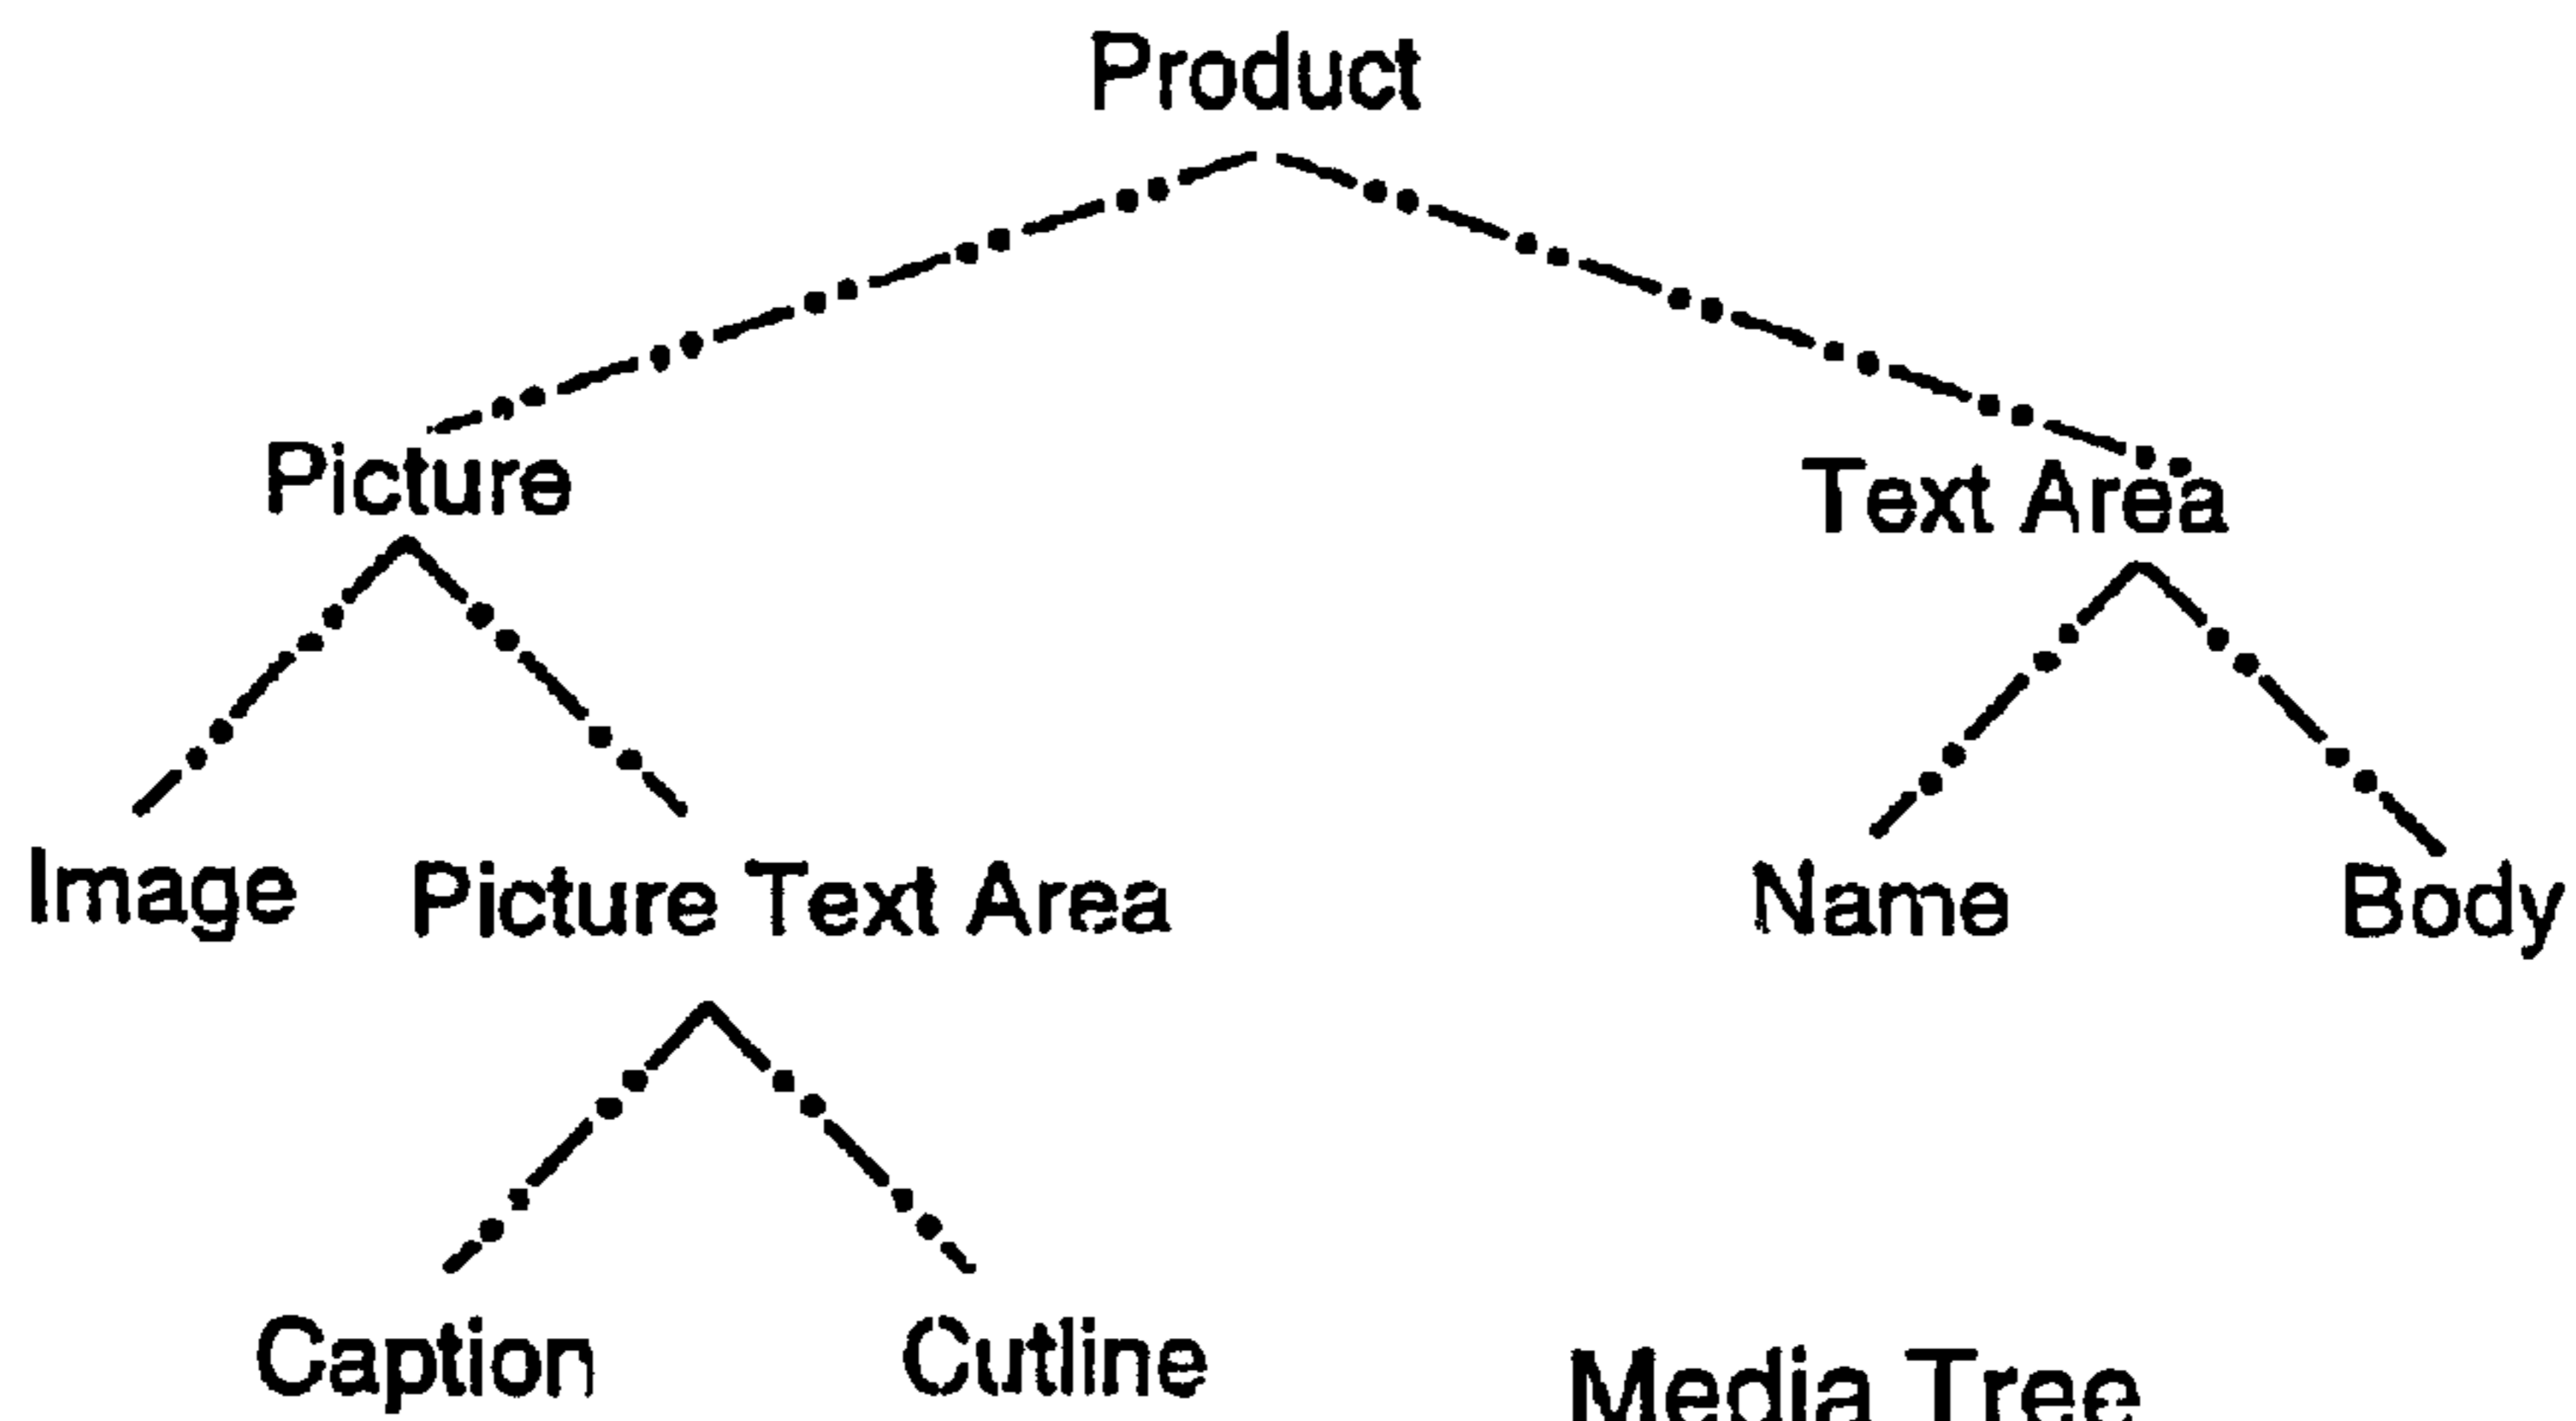 Product
Picture
Text Area
Image
Picture Text Area
Name
Body
Caption
Cutline
Media Tree